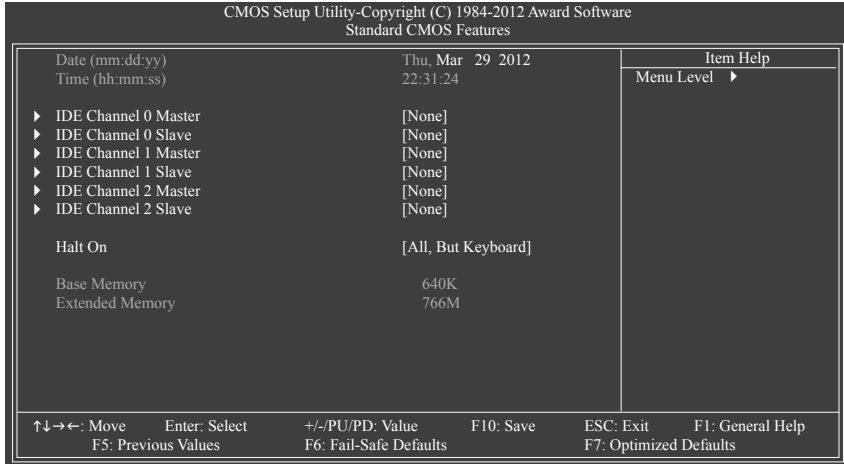 CMOS Setup Utility-Copyright (C) 1984-2012 Award Software
Standard CMOS Features
Date (mm:dd:yy) Thu, Mar 29 2012
Time (hh:mm:ss) 22:31:24
IDE Channel 0 Master [None]
IDE Channel 0 Slave [None]
IDE Channel 1 Master [None]
IDE Channel 1 Slave [None]
IDE Channel 2 Master [None]
IDE Channel 2 Slave [None]
Halt On [All, But Keyboard]
Base Memory 640K
Extended Memory 766M
Item Help
Menu Level
↑↓→←: Move Enter: Select +/-/PU/PD: Value F10: Save ESC: Exit F1: General Help
F5: Previous Values F6: Fail-Safe Defaults F7: Optimized Defaults